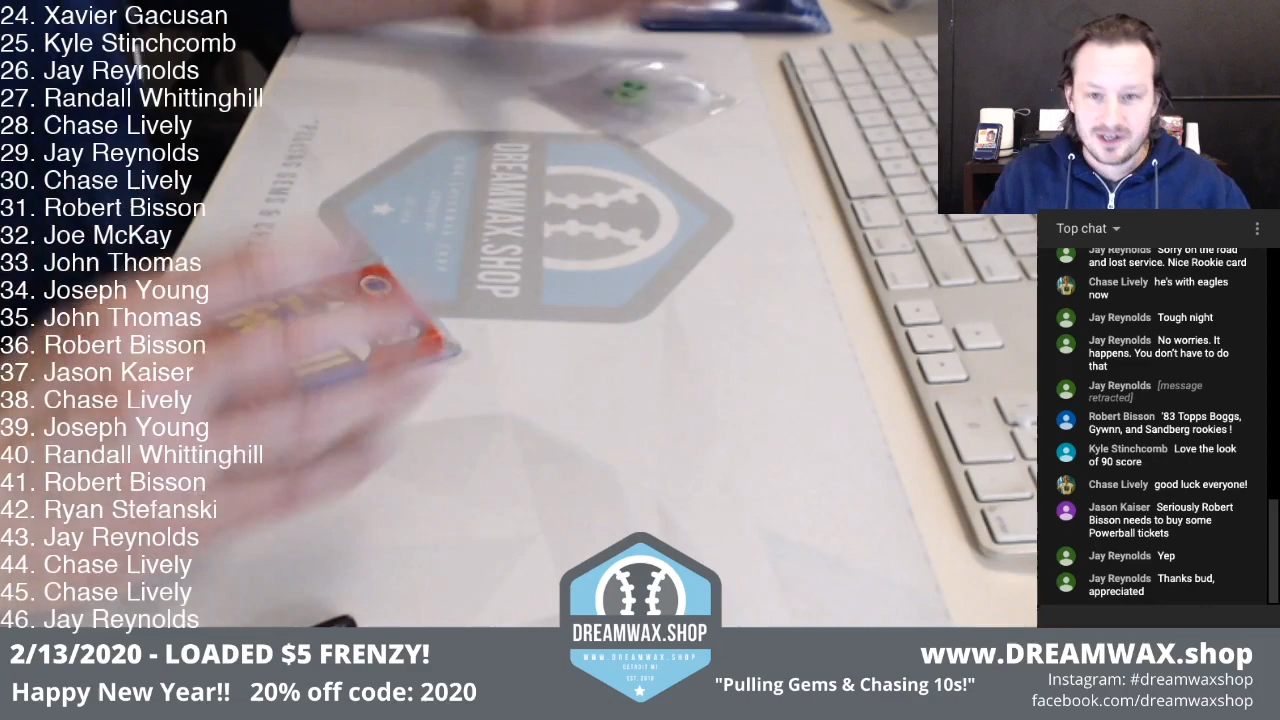 24. Xavier Gacusan
25. Kyle Stinchcomb
26. Jay Reynolds
27. Randall Whittinghill
28. Chase Lively
29. Jay Reynolds
30. Chase Lively
31. Robert Bisson
32. Joe McKay
33. John Thomas
34. Joseph Young
35. John Thomas
36. Robert Bisson
37. Jason Kaiser
38. Chase Lively
39. Joseph Young
40. Randall Whittinghill
41. Robert Bisson
42. Ryan Stefanski
43. Jay Reynolds
44. Chase Lively
45. Chase Lively
46. Jay Reynolds
DREAMWAX.SHOP
Top chat
Jay Reynolds Sorry on the road
and lost service. Nice Rookie card
Chase Lively he's with eagles
now
Jay Reynolds Tough night
Jay Reynolds No worries. It
happens. You don't have to do
that
Jay Reynolds [message
retracted]
Robert Bisson '83 Topps Boggs,
Gywnn, and Sandberg rookies !
Kyle Stinchcomb Love the look
of 90 score
Chase Lively good luck everyone!
Jason Kaiser Seriously Robert
Bisson needs to buy some
Powerball tickets
Jay Reynolds Yep
Jay Reynolds Thanks bud,
appreciated
2/13/2020 - LOADED $5 FRENZY!
Happy New Year!! 20% off code: 2020
DREAMWAX.SHOP
WWW.DREAMWAX.SHOP
DETROIT MI
EST. 2019
"Pulling Gems & Chasing 10s!"
www.DREAMWAX.shop
Instagram: #dreamwaxshop
facebook.com/dreamwaxshop